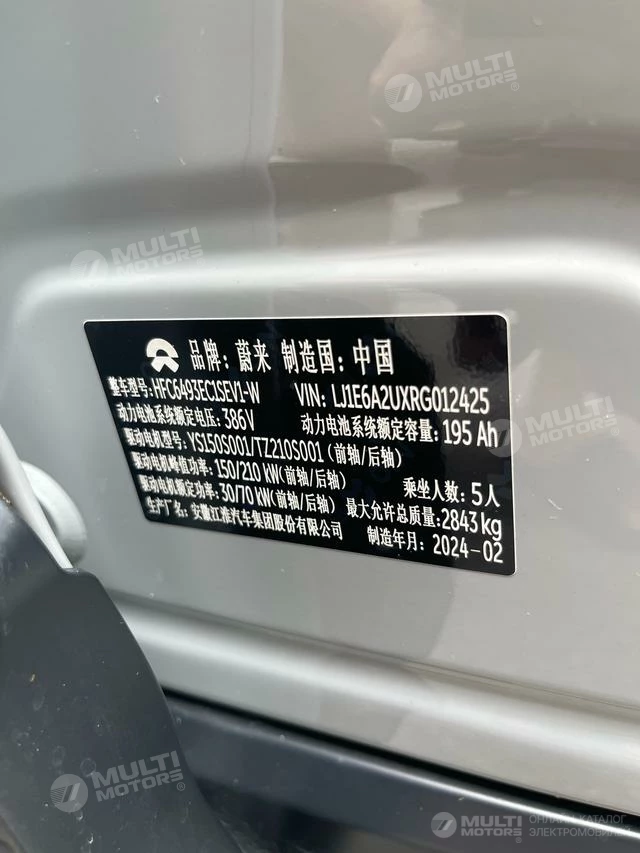 MULTI
MOTORS®
MULTI
MOTORS®
品牌: 蔚来 制造国: 中国
整车型号: HFC6493EC1SEV1-W VIN: LJ1E6A2UXRG012425
动力电池系统额定电压: 386V 动力电池系统额定容量: 195 Ah
驱动电机型号: YS150S001/TZ210S001 (前轴/后轴)
驱动电机峰值功率: 150/210 kW (前轴/后轴) 乘坐人数: 5人
驱动电机额定功率: 30/70 kW (前轴/后轴) 最大允许总质量: 2843 kg
生产厂名: 安徽江淮汽车集团股份有限公司 制造年月: 2024-02
MULTI
MOTORS®
MULTI
MOTORS®
ОНЛАЙН-КАТАЛОГ
ЭЛЕКТРОМОБИЛЕЙ